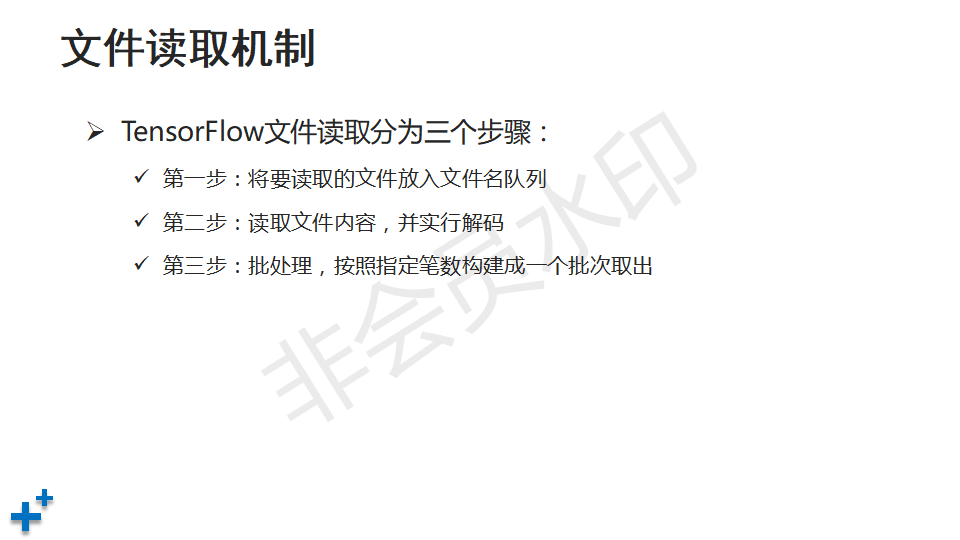 文件读取机制
TensorFlow文件读取分为三个步骤：
第一步：将要读取的文件放入文件名队列
第二步：读取文件内容，并实行解码
第三步：批处理，按照指定笔数构建成一个批次取出
非会员水印